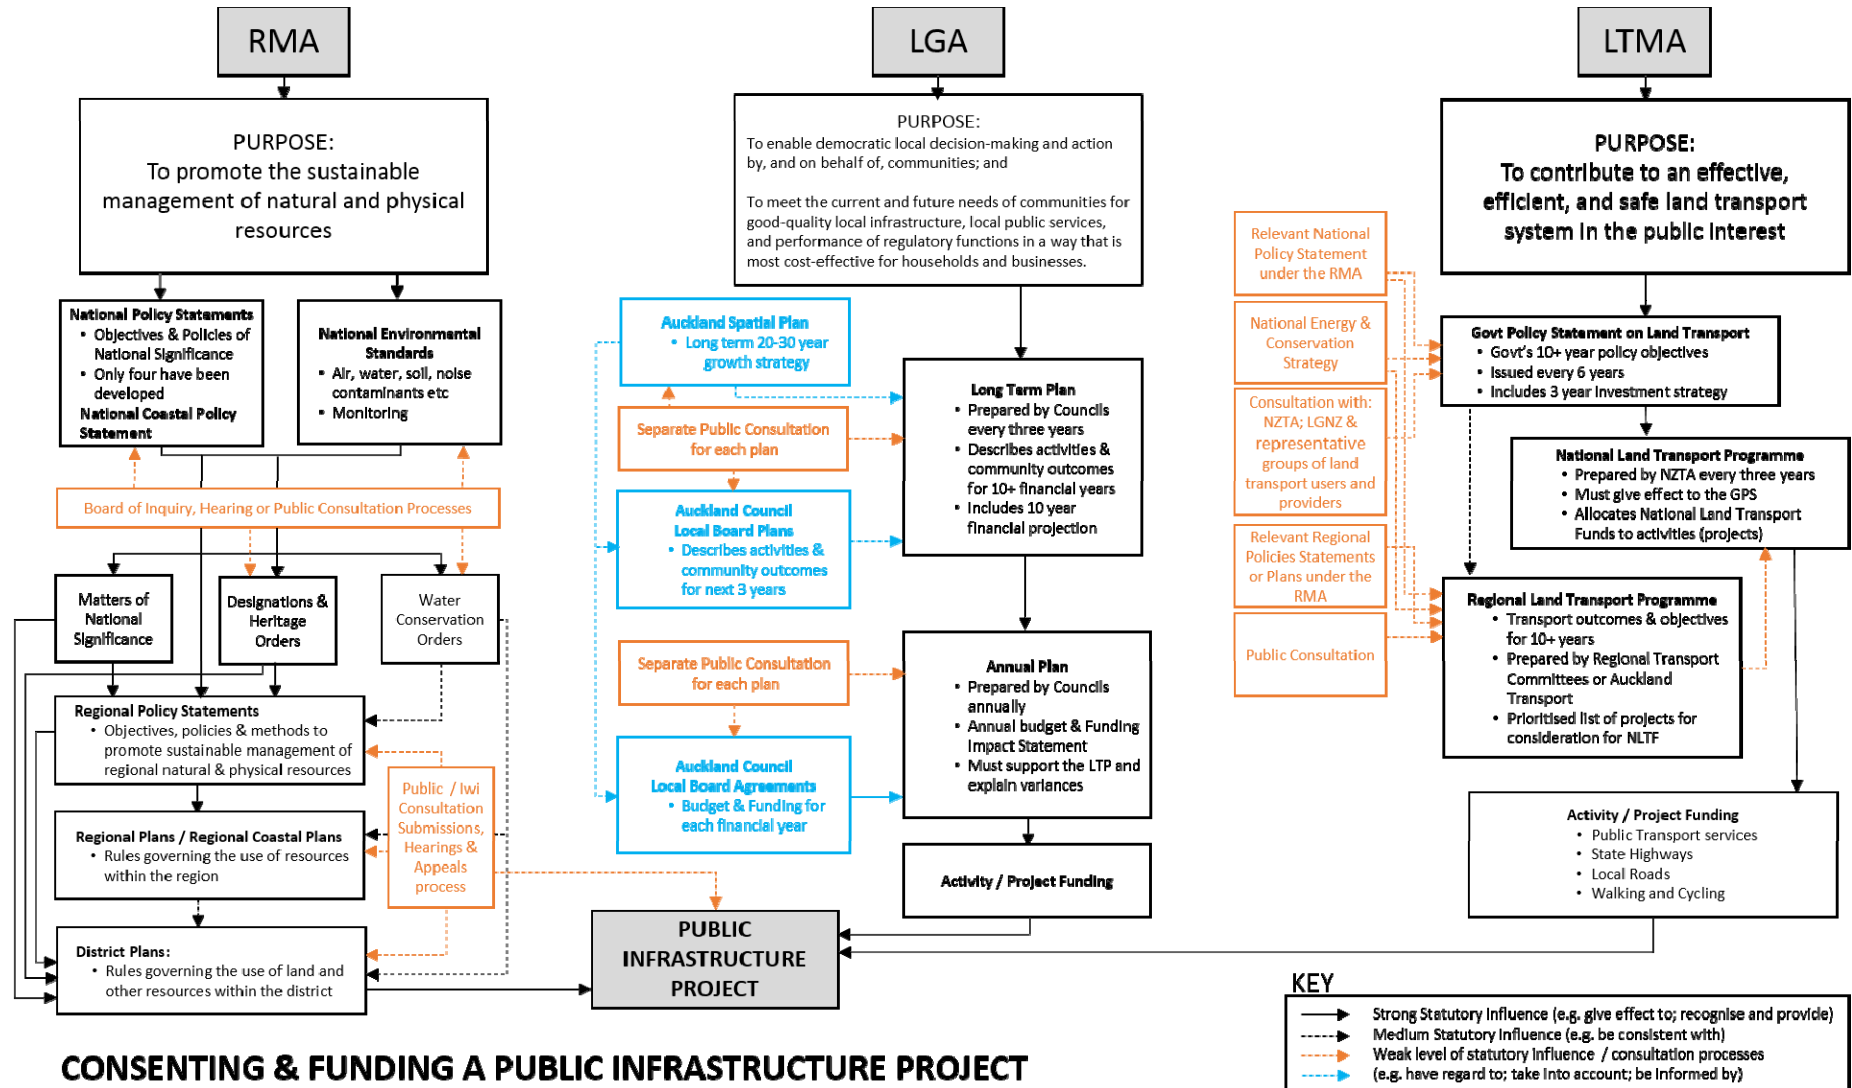 RMA
PURPOSE:
To promote the sustainable
management of natural and physical
resources
National Policy Statements
• Objectives & Policies of
National Significance
• Only four have been
developed
National Coastal Policy
Statement
National Environmental
Standards
• Air, water, soil, noise
contaminants etc
• Monitoring
Board of Inquiry, Hearing or Public Consultation Processes
Matters of
National
Significance
Designations &
Heritage
Orders
Water
Conservation
Orders
Regional Policy Statements
• Objectives, policies & methods to
promote sustainable management of
regional natural & physical resources
Regional Plans / Regional Coastal Plans
• Rules governing the use of resources
within the region
Public / Iwi
Consultation
Submissions,
Hearings &
Appeals
process
District Plans:
• Rules governing the use of land and
other resources within the district
LGA
PURPOSE:
To enable democratic local decision-making and action
by, and on behalf of, communities; and
To meet the current and future needs of communities for
good-quality local infrastructure, local public services,
and performance of regulatory functions in a way that is
most cost-effective for households and businesses.
Auckland Spatial Plan
• Long term 20-30 year
growth strategy
Separate Public Consultation
for each plan
Auckland Council
Local Board Plans
• Describes activities &
community outcomes
for next 3 years
Long Term Plan
• Prepared by Councils
every three years
• Describes activities &
community outcomes
for 10+ financial years
• Includes 10 year
financial projection
Separate Public Consultation
for each plan
Auckland Council
Local Board Agreements
• Budget & Funding for
each financial year
Annual Plan
• Prepared by Councils
annually
• Annual budget & Funding
Impact Statement
• Must support the LTP and
explain variances
Activity / Project Funding
PUBLIC
INFRASTRUCTURE
PROJECT
LTMA
PURPOSE:
To contribute to an effective,
efficient, and safe land transport
system in the public interest
Relevant National
Policy Statement
under the RMA
National Energy &
Conservation
Strategy
Consultation with:
NZTA; LGNZ &
representative
groups of land
transport users and
providers
Relevant Regional
Policies Statements
or Plans under the
RMA
Public Consultation
Govt Policy Statement on Land Transport
• Govt's 10+ year policy objectives
• Issued every 6 years
• Includes 3 year investment strategy
National Land Transport Programme
• Prepared by NZTA every three years
• Must give effect to the GPS
• Allocates National Land Transport
Funds to activities (projects)
Regional Land Transport Programme
• Transport outcomes & objectives
for 10+ years
• Prepared by Regional Transport
Committees or Auckland
Transport
• Prioritised list of projects for
consideration for NLTF
Activity / Project Funding
• Public Transport services
• State Highways
• Local Roads
• Walking and Cycling
KEY
Strong Statutory Influence (e.g. give effect to; recognise and provide)
Medium Statutory Influence (e.g. be consistent with)
Weak level of statutory influence / consultation processes
(e.g. have regard to; take into account; be informed by)
CONSENTING & FUNDING A PUBLIC INFRASTRUCTURE PROJECT